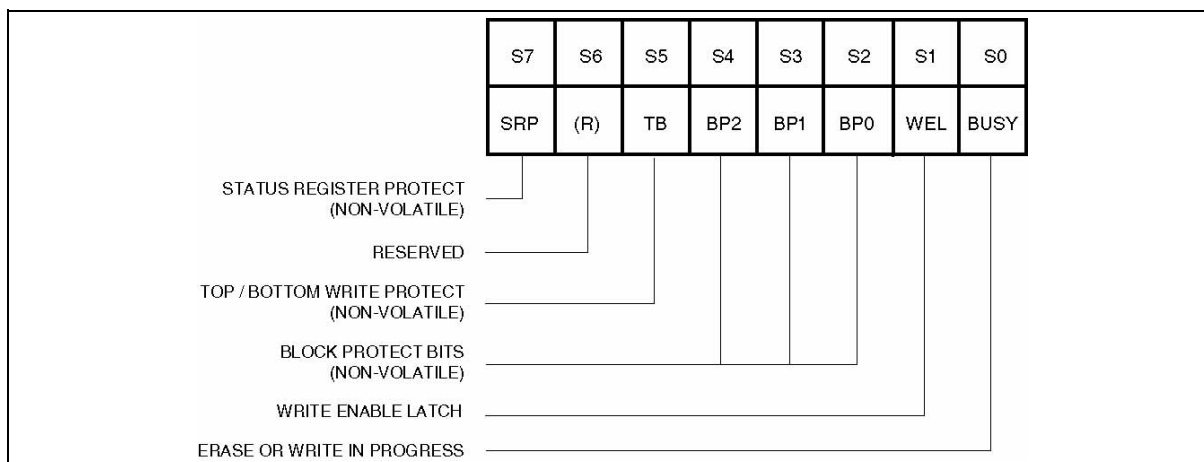 S7 S6 S5 S4 S3 S2 S1 S0
SRP (R) TB BP2 BP1 BP0 WEL BUSY
STATUS REGISTER PROTECT
(NON-VOLATILE)
RESERVED
TOP / BOTTOM WRITE PROTECT
(NON-VOLATILE)
BLOCK PROTECT BITS
(NON-VOLATILE)
WRITE ENABLE LATCH
ERASE OR WRITE IN PROGRESS